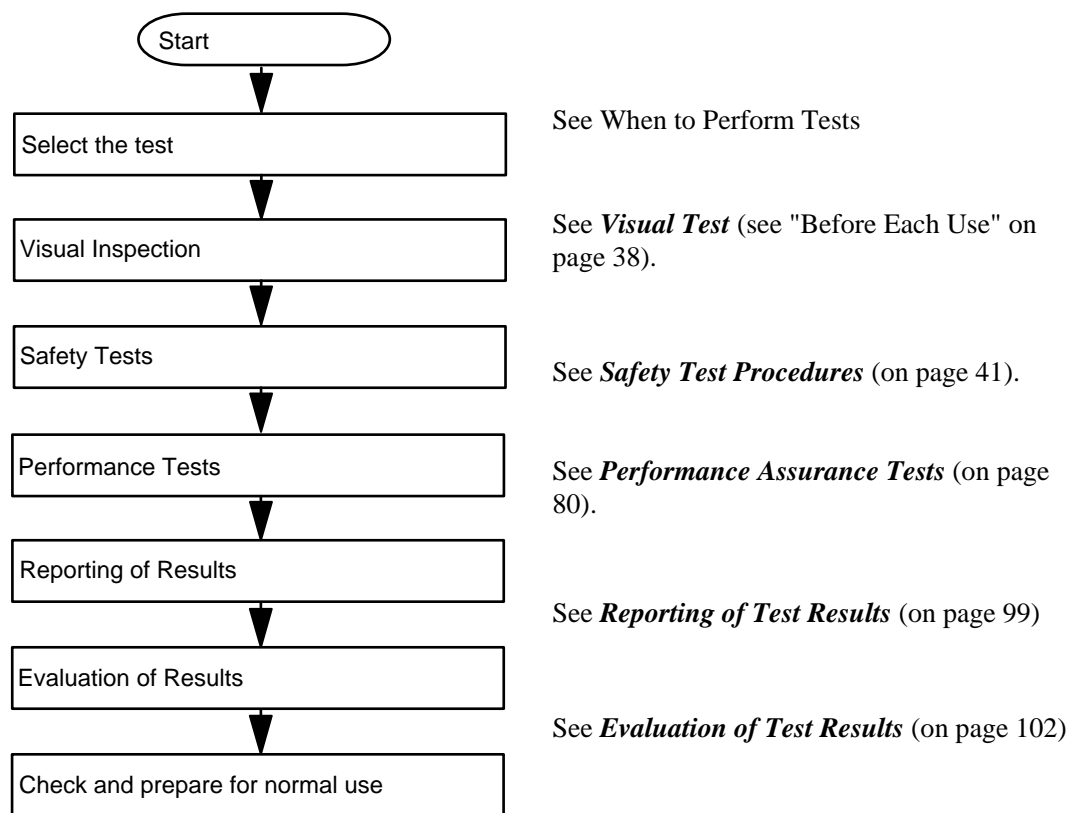 Start
Select the test
See When to Perform Tests
Visual Inspection
See Visual Test (see "Before Each Use" on
page 38).
Safety Tests
See Safety Test Procedures (on page 41).
Performance Tests
See Performance Assurance Tests (on page
80).
Reporting of Results
See Reporting of Test Results (on page 99)
Evaluation of Results
See Evaluation of Test Results (on page 102)
Check and prepare for normal use